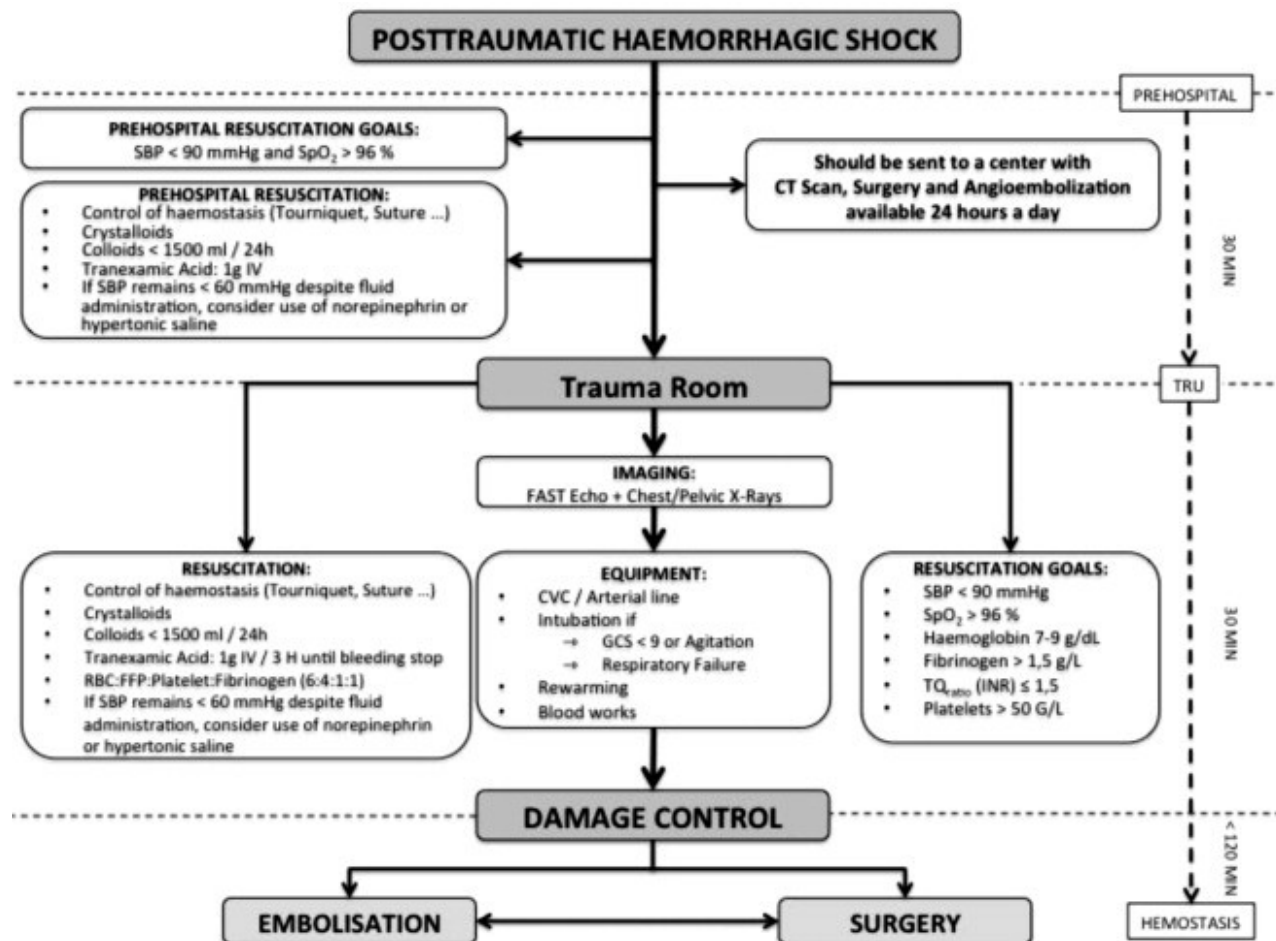 POSTTRAUMATIC HAEMORRHAGIC SHOCK
PREHOSPITAL
PREHOSPITAL RESUSCITATION GOALS:
SBP < 90 mmHg and SpO₂ > 96 %
Should be sent to a center with
CT Scan, Surgery and Angioembolization
available 24 hours a day
PREHOSPITAL RESUSCITATION:
• Control of haemostasis (Tourniquet, Suture ...)
• Crystalloids
• Colloids < 1500 ml / 24h
• Tranexamic Acid: 1g IV
• If SBP remains < 60 mmHg despite fluid
administration, consider use of norepinephrin or
hypertonic saline
30 MIN
Trauma Room
TRU
IMAGING:
FAST Echo + Chest/Pelvic X-Rays
RESUSCITATION:
• Control of haemostasis (Tourniquet, Suture ...)
• Crystalloids
• Colloids < 1500 ml / 24h
• Tranexamic Acid: 1g IV / 3 H until bleeding stop
• RBC:FFP:Platelet:Fibrinogen (6:4:1:1)
• If SBP remains < 60 mmHg despite fluid
administration, consider use of norepinephrin
or hypertonic saline
EQUIPMENT:
• CVC / Arterial line
• Intubation if
→ GCS < 9 or Agitation
→ Respiratory Failure
• Rewarming
• Blood works
RESUSCITATION GOALS:
• SBP < 90 mmHg
• SpO₂ > 96 %
• Haemoglobin 7-9 g/dL
• Fibrinogen > 1,5 g/L
• TQratio (INR) ≤ 1,5
• Platelets > 50 G/L
30 MIN
DAMAGE CONTROL
< 120 MIN
EMBOLISATION
SURGERY
HEMOSTASIS